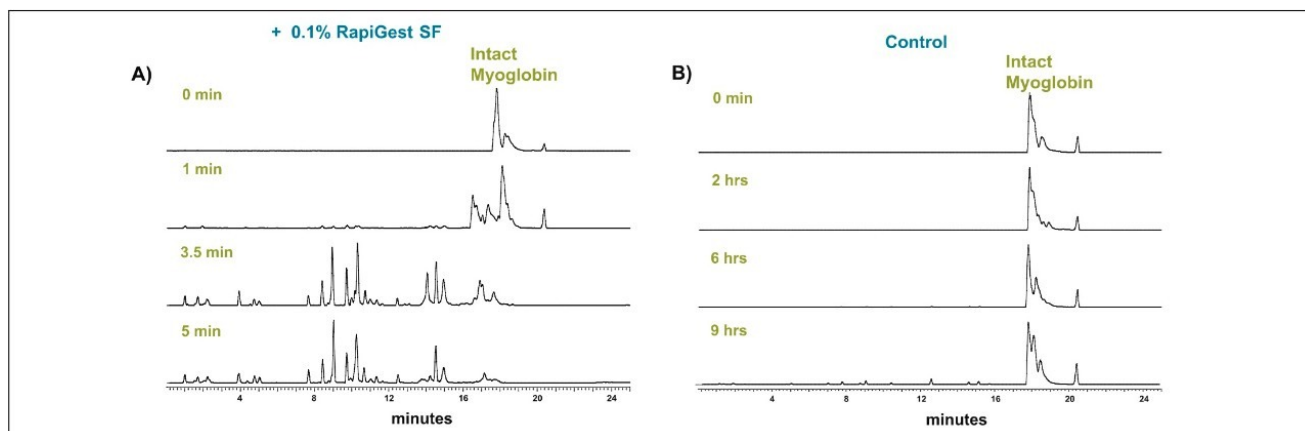 + 0.1% RapiGest SF
A)
Intact
Myoglobin
0 min
1 min
3.5 min
5 min
4 8 12 16 20 24
minutes
Control
B)
Intact
Myoglobin
0 min
2 hrs
6 hrs
9 hrs
4 8 12 16 20 24
minutes